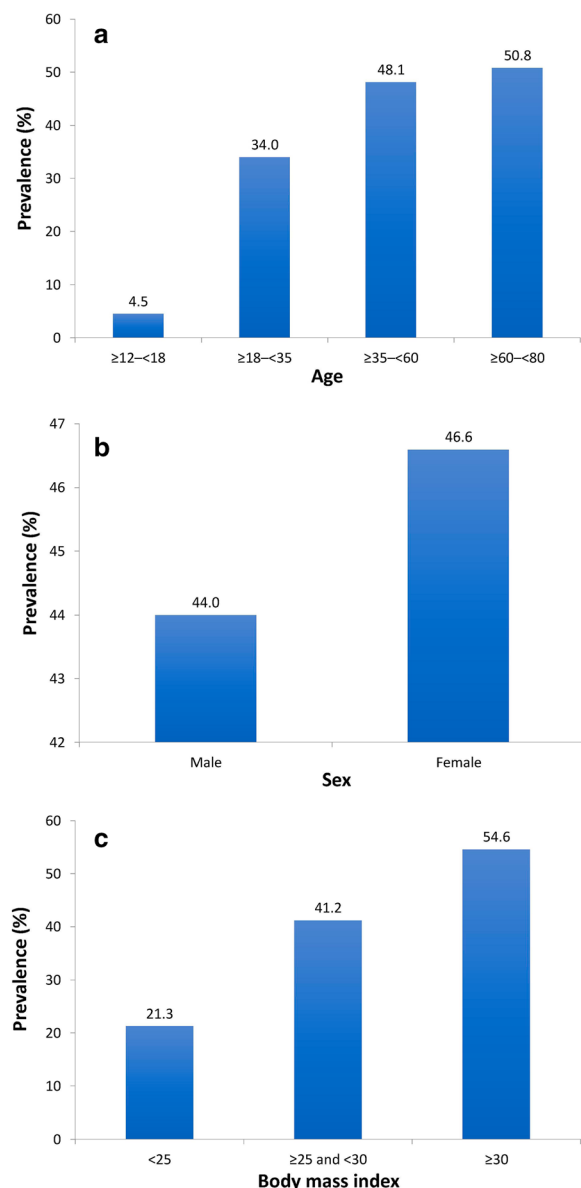 a
Prevalence (%)
60
50
40
30
20
10
0
4.5
34.0
48.1
50.8
≥12–<18
≥18–<35
≥35–<60
≥60–<80
Age
b
Prevalence (%)
47
46
45
44
43
42
44.0
46.6
Male
Female
Sex
c
Prevalence (%)
60
50
40
30
20
10
0
21.3
41.2
54.6
<25
≥25 and <30
≥30
Body mass index